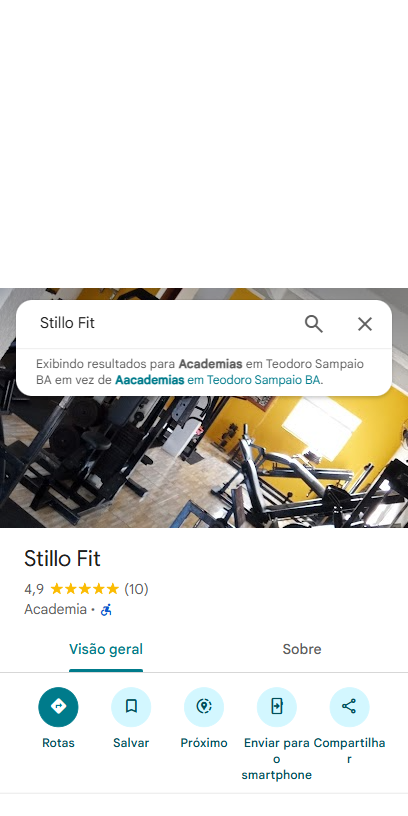 Stillo Fit
Exibindo resultados para Academias em Teodoro Sampaio
BA em vez de Aacademias em Teodoro Sampaio BA.
Stillo Fit
4,9 (10)
Academia ·
Visão geral Sobre
Rotas Salvar Próximo Enviar para o smartphone Compartilhar